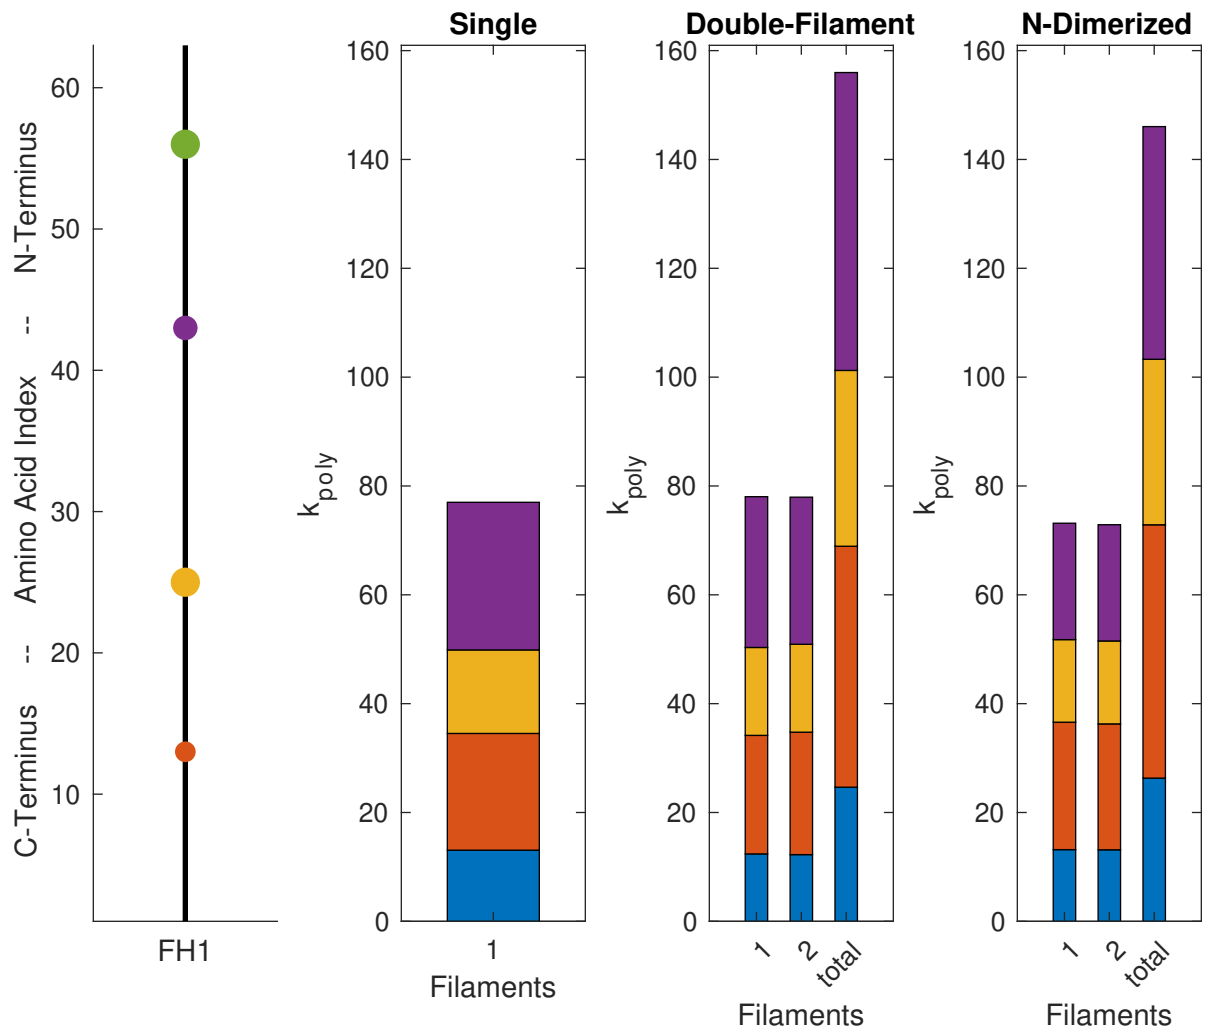 Single
Double-Filament
N-Dimerized
C-Terminus -- Amino Acid Index -- N-Terminus
60
50
40
30
20
10
FH1
k_poly
160
140
120
100
80
60
40
20
0
1
Filaments
k_poly
160
140
120
100
80
60
40
20
0
1
2
total
Filaments
k_poly
160
140
120
100
80
60
40
20
0
1
2
total
Filaments